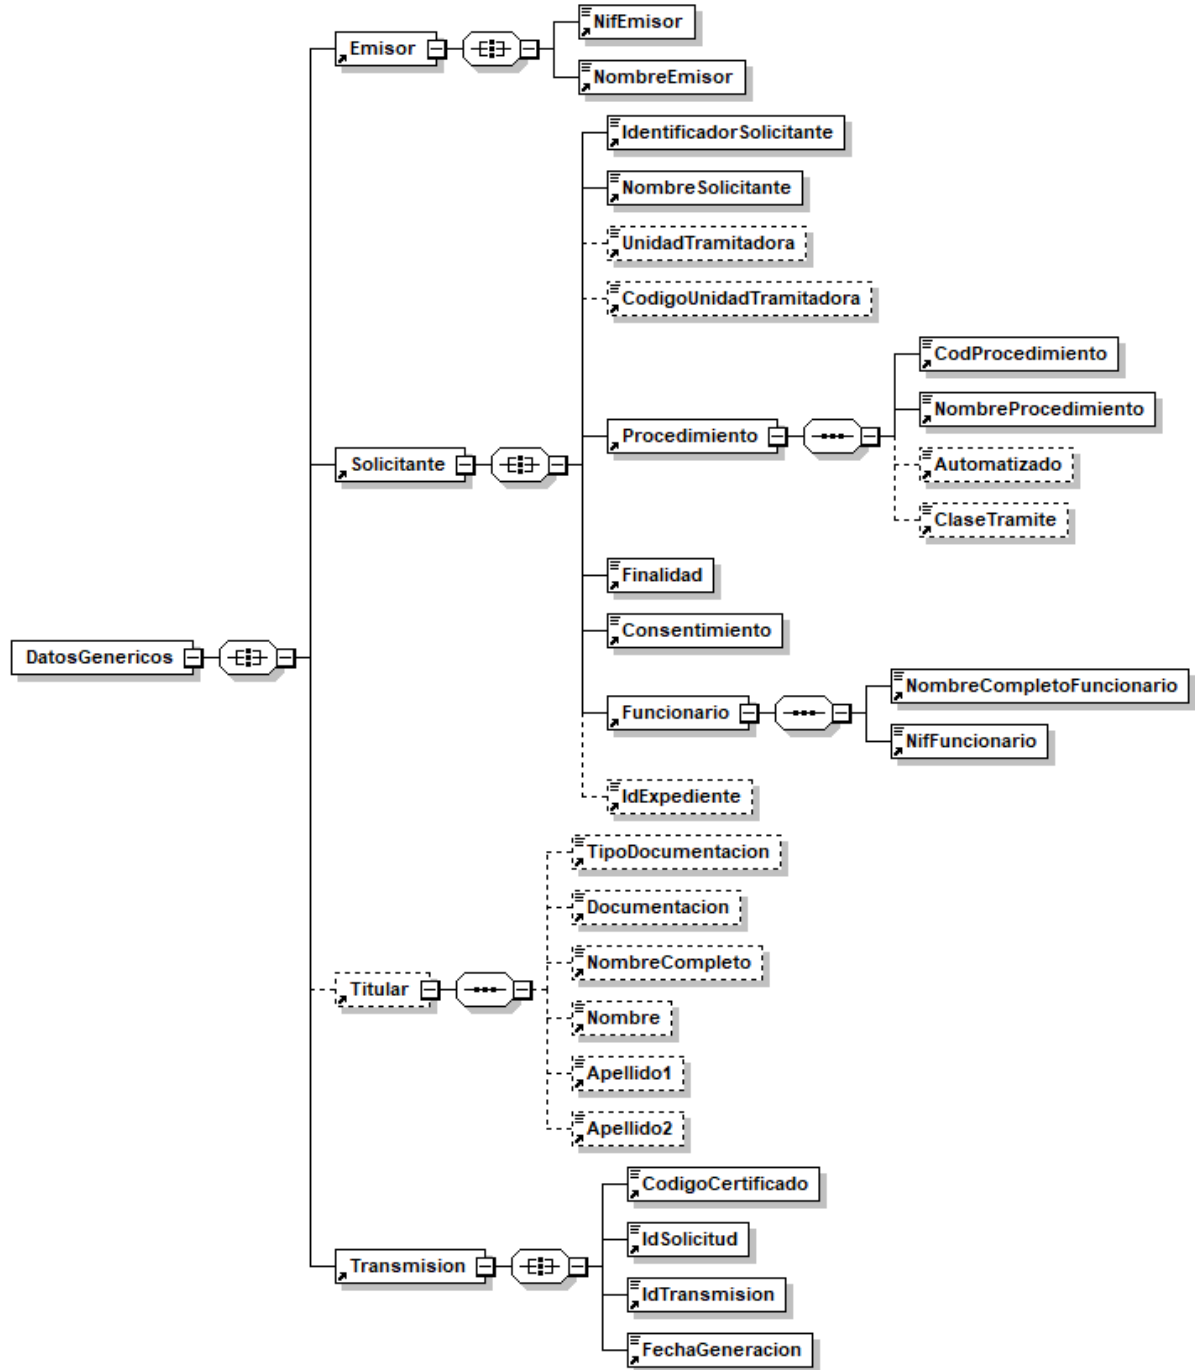 NifEmisor
Emisor
NombreEmisor
IdentificadorSolicitante
NombreSolicitante
UnidadTramitadora
CodigoUnidadTramitadora
CodProcedimiento
NombreProcedimiento
Procedimiento
Solicitante
Automatizado
ClaseTramite
Finalidad
Consentimiento
DatosGenericos
NombreCompletoFuncionario
Funcionario
NifFuncionario
IdExpediente
TipoDocumentacion
Documentacion
NombreCompleto
Titular
Nombre
Apellido1
Apellido2
CodigoCertificado
IdSolicitud
Transmision
IdTransmision
FechaGeneracion